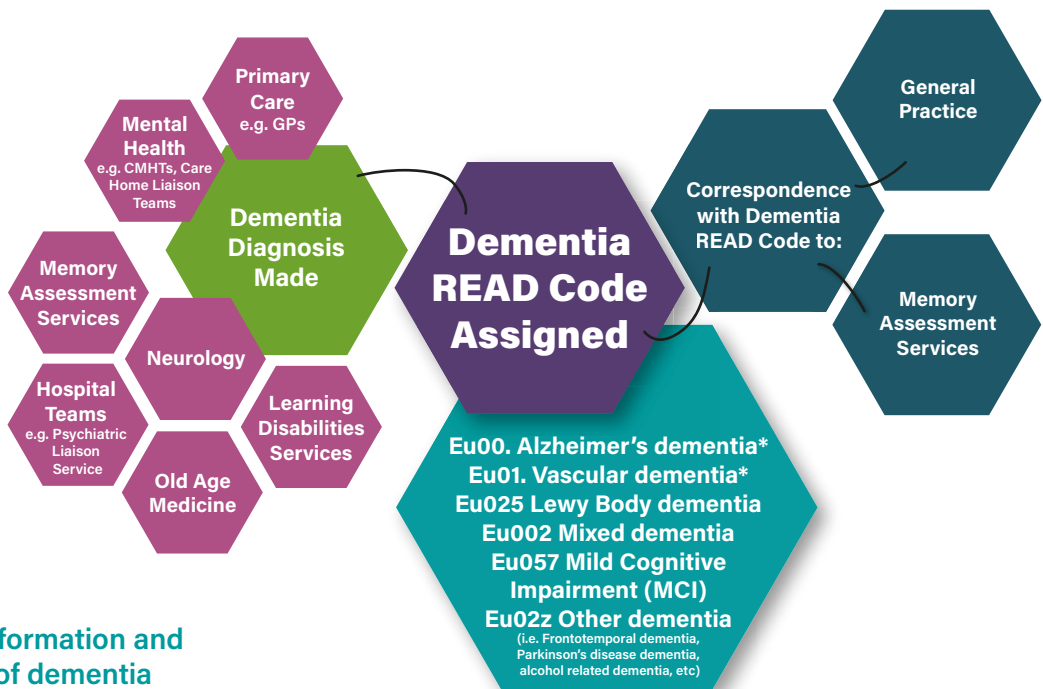 Primary
Care
e.g. GPs
Mental
Health
e.g. CMHTs, Care
Home Liaison
Teams
Dementia
Diagnosis
Made
Memory
Assessment
Services
Neurology
Hospital
Teams
e.g. Psychiatric
Liaison
Service
Learning
Disabilities
Services
Old Age
Medicine
Dementia
READ Code
Assigned
Correspondence
with Dementia
READ Code to:
General
Practice
Memory
Assessment
Services
Eu00. Alzheimer's dementia*
Eu01. Vascular dementia*
Eu025 Lewy Body dementia
Eu002 Mixed dementia
Eu057 Mild Cognitive
Impairment (MCI)
Eu02z Other dementia
(i.e. Frontotemporal dementia,
Parkinson's disease dementia,
alcohol related dementia, etc)
formation and
of dementia